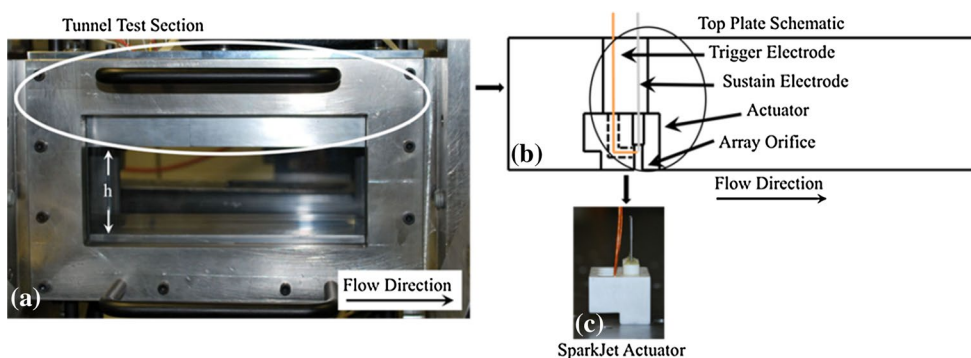 Tunnel Test Section
h
Flow Direction
(a)
Top Plate Schematic
Trigger Electrode
Sustain Electrode
Actuator
Array Orifice
(b)
Flow Direction
(c)
SparkJet Actuator